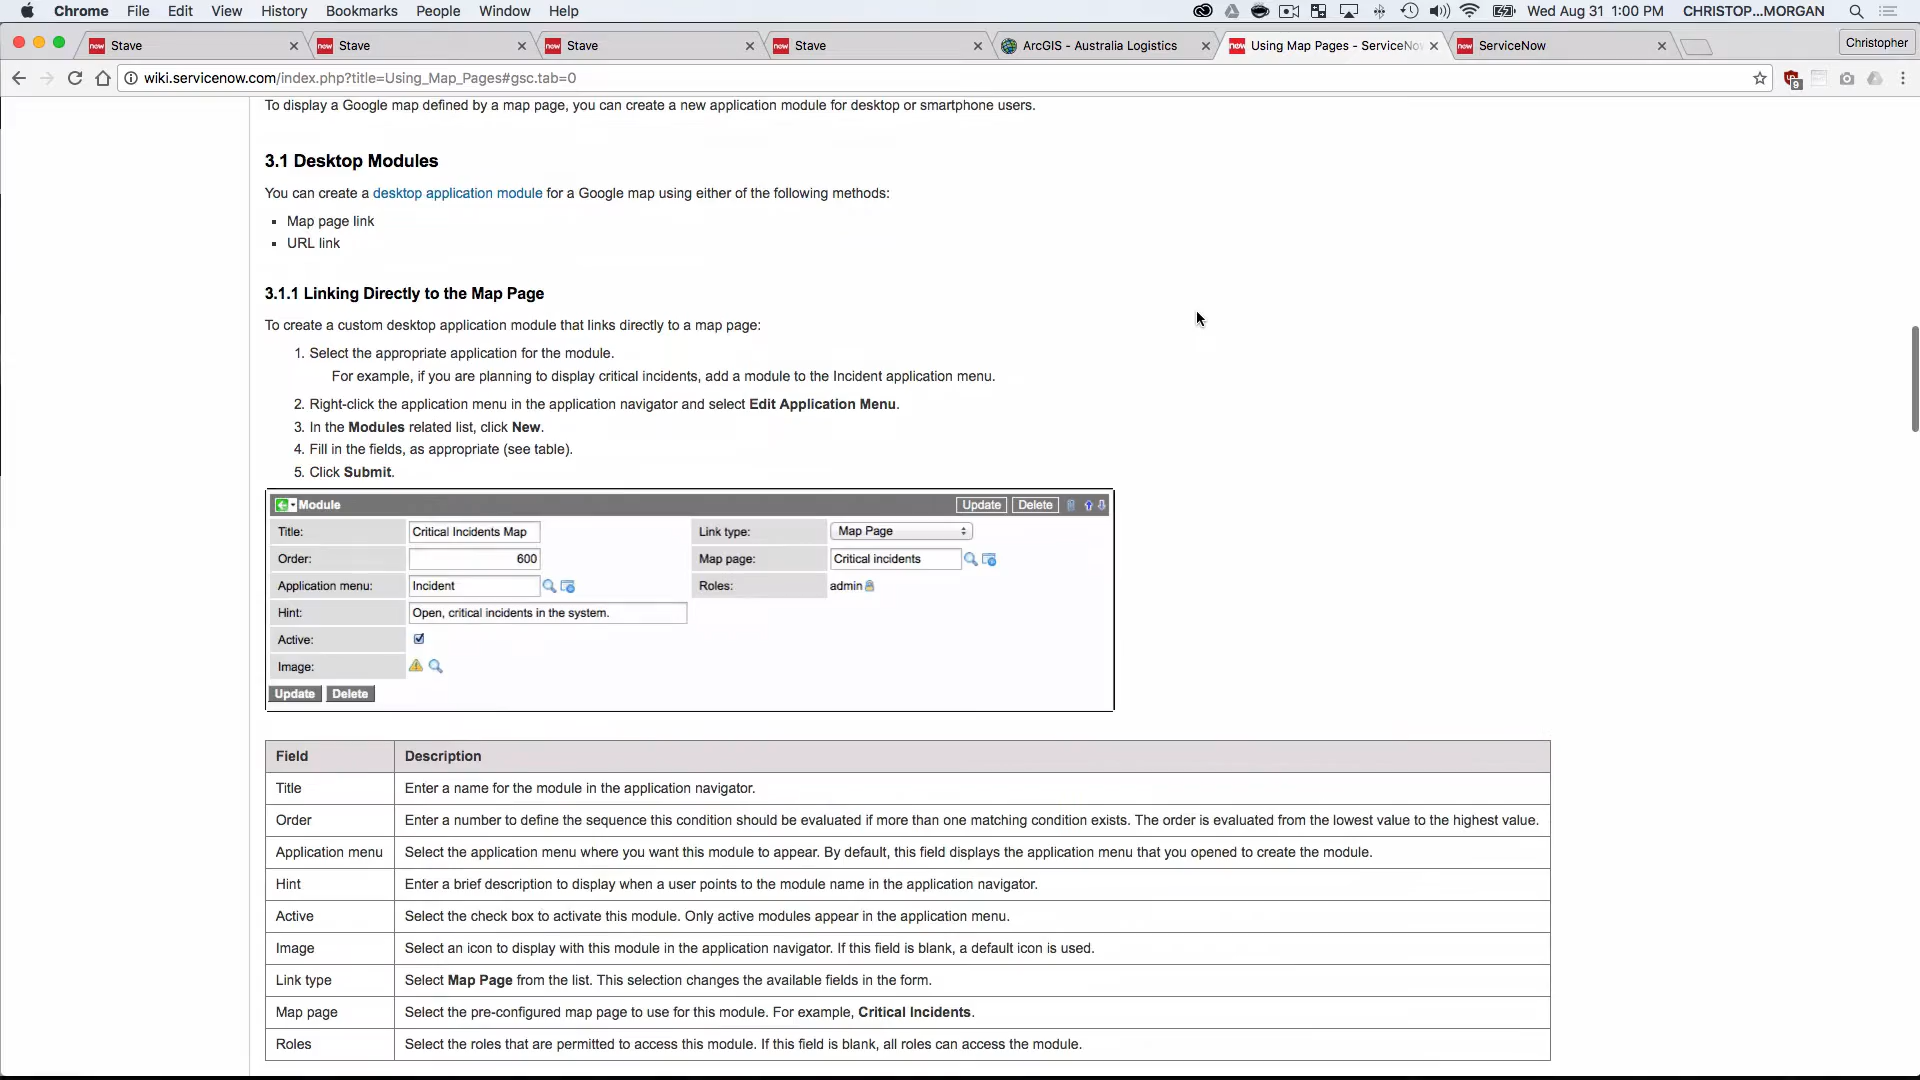 Chrome File Edit View History Bookmarks People Window Help Wed Aug 31 1:00 PM CHRISTOP...MORGAN
now Stave now Stave now Stave now Stave ArcGIS - Australia Logistics now Using Map Pages - ServiceNo now ServiceNow Christopher
wiki.servicenow.com/index.php?title=Using_Map_Pages#gsc.tab=0 9
To display a Google map defined by a map page, you can create a new application module for desktop or smartphone users.
3.1 Desktop Modules
You can create a desktop application module for a Google map using either of the following methods:
Map page link
URL link
3.1.1 Linking Directly to the Map Page
To create a custom desktop application module that links directly to a map page:
1. Select the appropriate application for the module.
For example, if you are planning to display critical incidents, add a module to the Incident application menu.
2. Right-click the application menu in the application navigator and select Edit Application Menu.
3. In the Modules related list, click New.
4. Fill in the fields, as appropriate (see table).
5. Click Submit.
Module Update Delete
Title: Critical Incidents Map Link type: Map Page
Order: 600 Map page: Critical incidents
Application menu: Incident Roles: admin
Hint: Open, critical incidents in the system.
Active:
Image:
Update Delete
Field Description
Title Enter a name for the module in the application navigator.
Order Enter a number to define the sequence this condition should be evaluated if more than one matching condition exists. The order is evaluated from the lowest value to the highest value.
Application menu Select the application menu where you want this module to appear. By default, this field displays the application menu that you opened to create the module.
Hint Enter a brief description to display when a user points to the module name in the application navigator.
Active Select the check box to activate this module. Only active modules appear in the application menu.
Image Select an icon to display with this module in the application navigator. If this field is blank, a default icon is used.
Link type Select Map Page from the list. This selection changes the available fields in the form.
Map page Select the pre-configured map page to use for this module. For example, Critical Incidents.
Roles Select the roles that are permitted to access this module. If this field is blank, all roles can access the module.